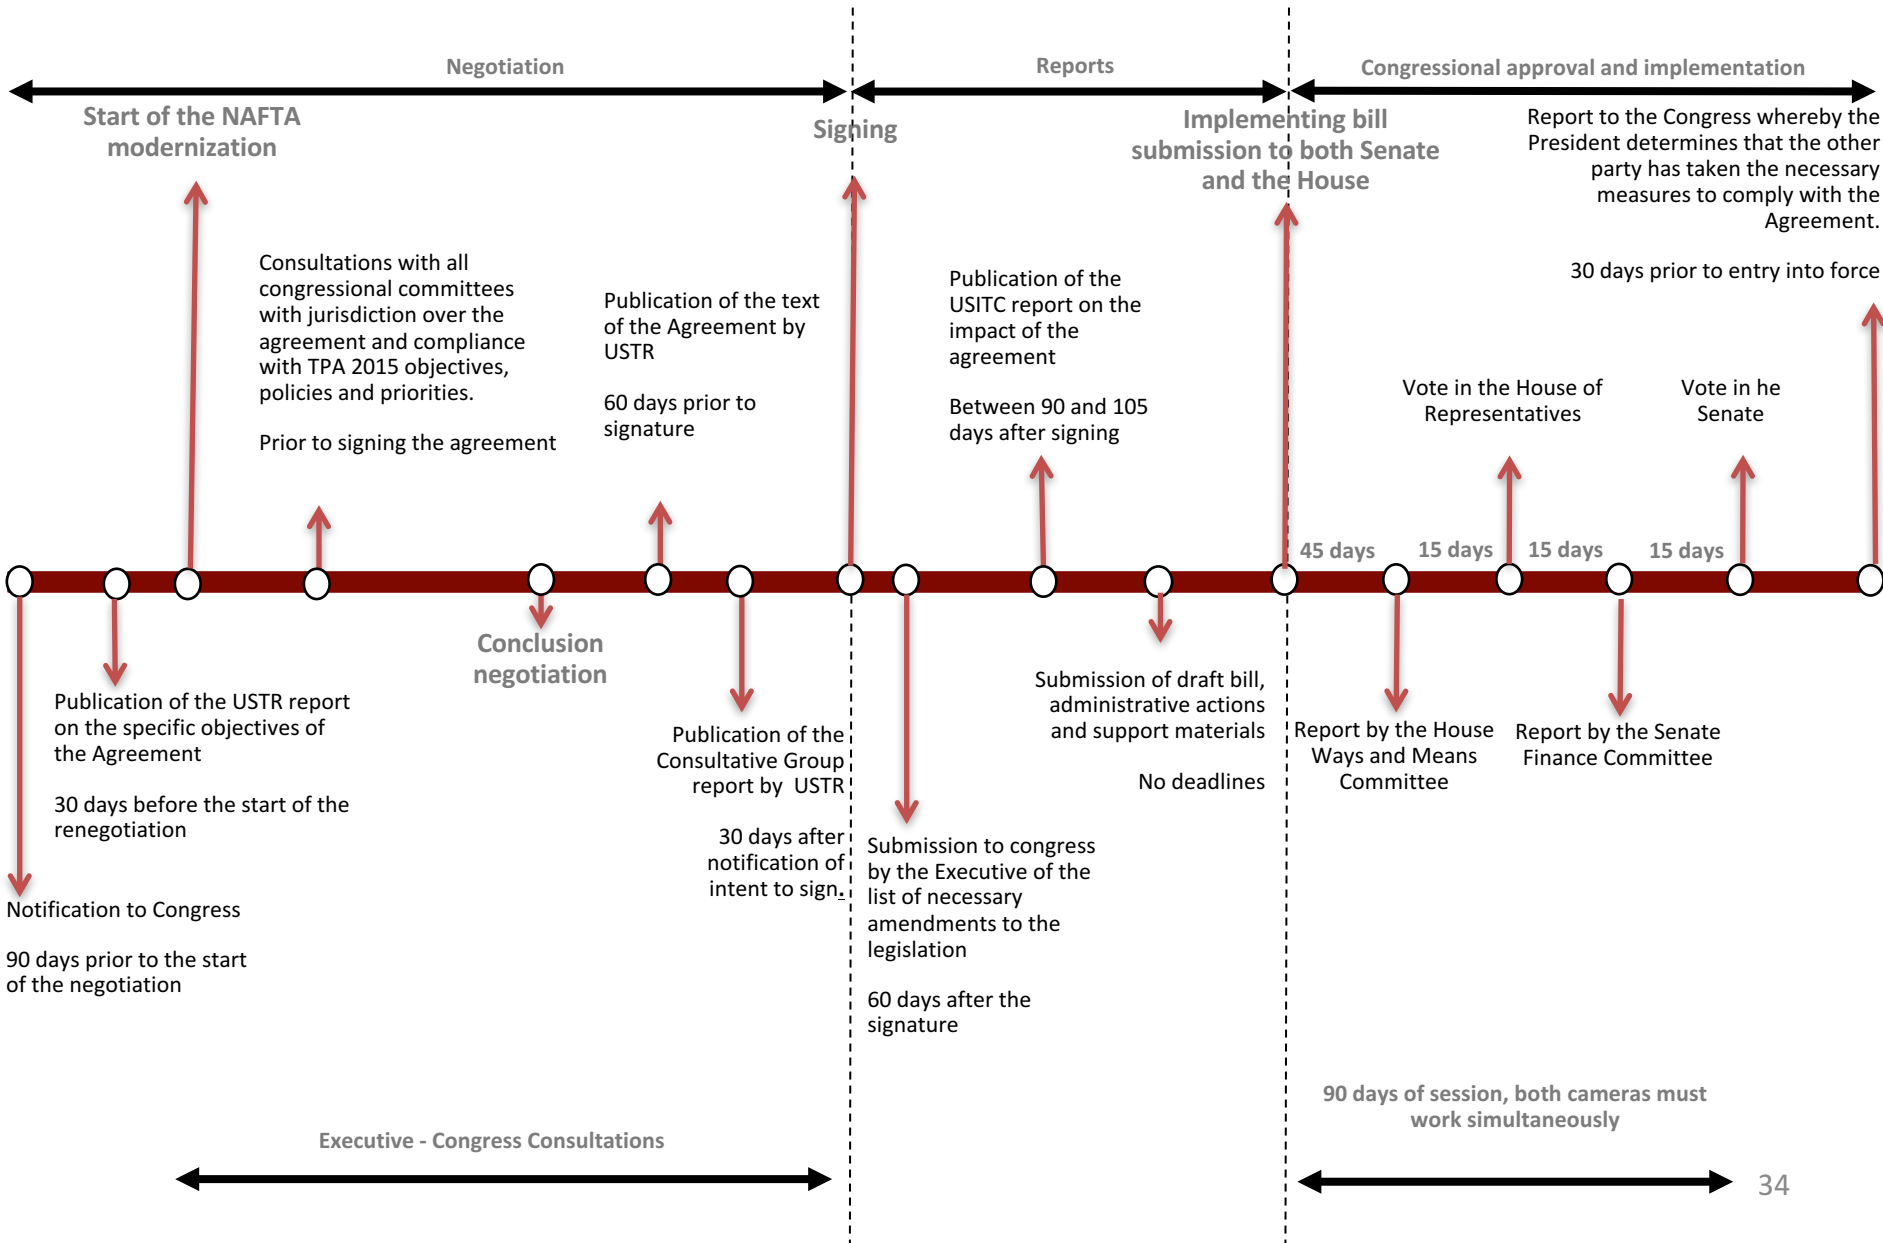 Negotiation
Reports
Congressional approval and implementation
Start of the NAFTA
modernization
Signing
Implementing bill
submission to both Senate
and the House
Report to the Congress whereby the
President determines that the other
party has taken the necessary
measures to comply with the
Agreement.
30 days prior to entry into force
Consultations with all
congressional committees
with jurisdiction over the
agreement and compliance
with TPA 2015 objectives,
policies and priorities.
Prior to signing the agreement
Publication of the text
of the Agreement by
USTR
60 days prior to
signature
Publication of the
USITC report on the
impact of the
agreement
Between 90 and 105
days after signing
Vote in the House of
Representatives
Vote in he
Senate
45 days
15 days
15 days
15 days
Conclusion
negotiation
Publication of the USTR report
on the specific objectives of
the Agreement
30 days before the start of the
renegotiation
Notification to Congress
90 days prior to the start
of the negotiation
Publication of the
Consultative Group
report by USTR
30 days after
notification of
intent to sign.
Submission to congress
by the Executive of the
list of necessary
amendments to the
legislation
60 days after the
signature
Submission of draft bill,
administrative actions
and support materials
No deadlines
Report by the House
Ways and Means
Committee
Report by the Senate
Finance Committee
Executive - Congress Consultations
90 days of session, both cameras must
work simultaneously
34